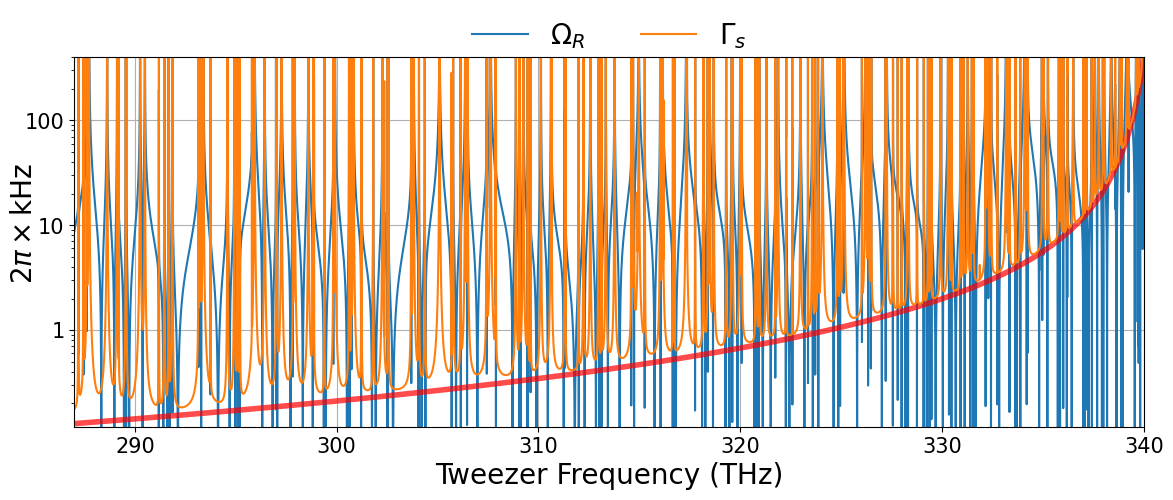 Ω_R Γ_s
100
10
1
2π × kHz
290 300 310 320 330 340
Tweezer Frequency (THz)